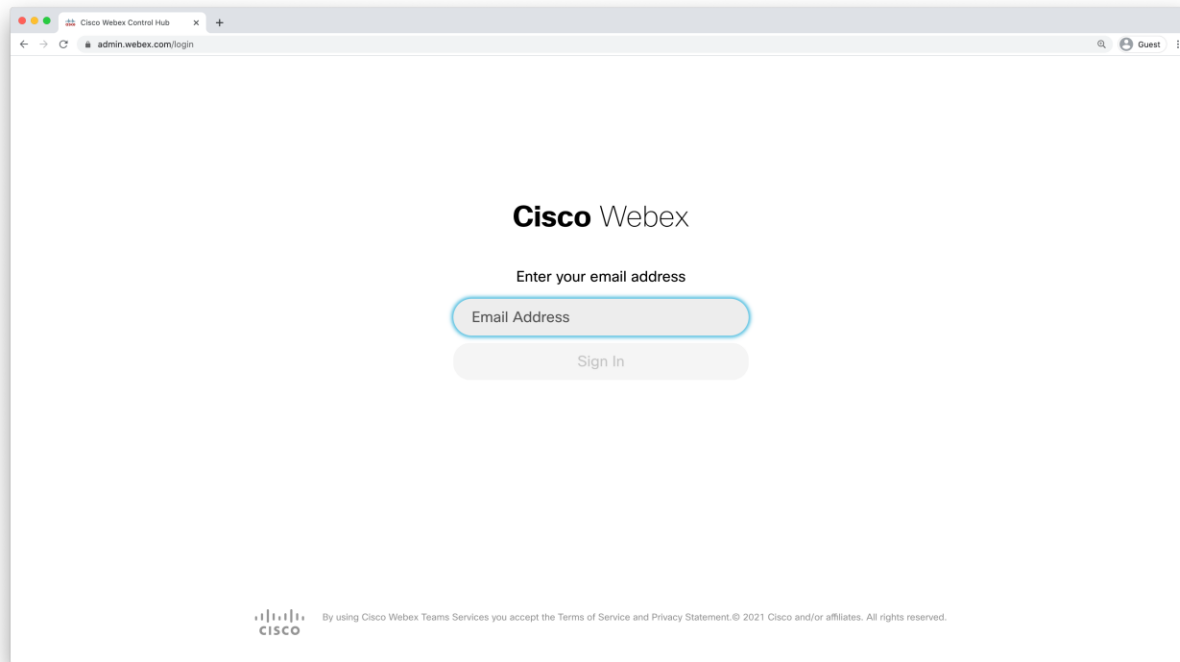 Cisco Webex Control Hub
admin.webex.com/login
Guest
Cisco Webex
Enter your email address
Email Address
Sign In
CISCO
By using Cisco Webex Teams Services you accept the Terms of Service and Privacy Statement.© 2021 Cisco and/or affiliates. All rights reserved.